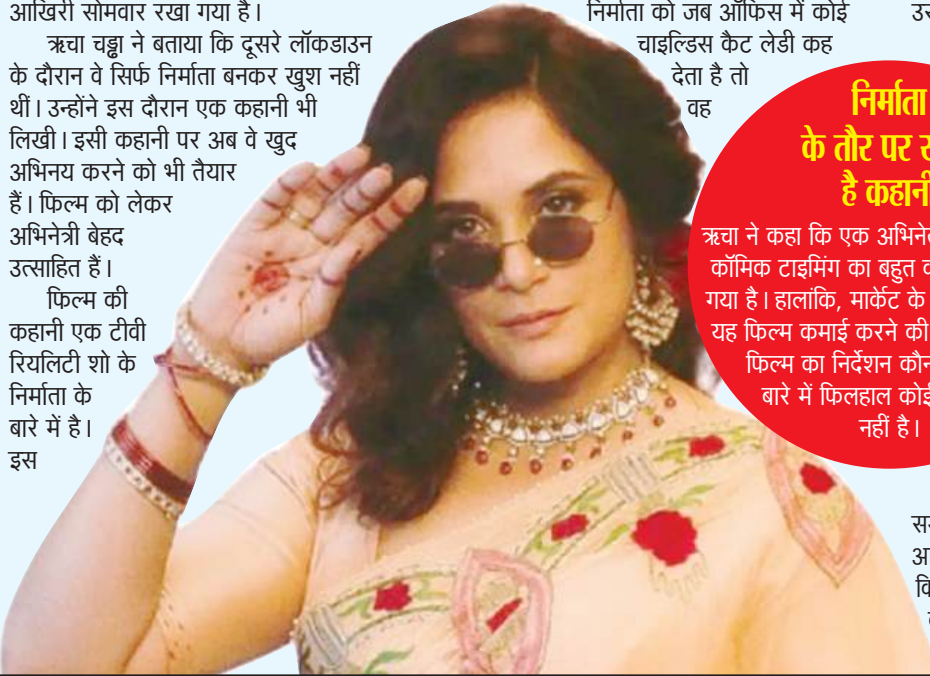 आखिरी सोमवार रखा गया है।
ऋचा चड्ढा ने बताया कि दूसरे लॉकडाउन
के दौरान वे सिर्फ निर्माता बनकर खुश नहीं
थीं। उन्होंने इस दौरान एक कहानी भी
लिखी। इसी कहानी पर अब वे खुद
अभिनय करने को भी तैयार
हैं। फिल्म को लेकर
अभिनेत्री बेहद
उत्साहित हैं।
फिल्म की
कहानी एक टीवी
रियलिटी शो के
निर्माता के
बारे में है।
इस
निर्माता को जब ऑफिस में कोई
चाइल्डिस कैट लेडी कह
देता है तो
वह
निर्माता
के तौर पर
है कहानी
ऋचा ने कहा कि एक
कॉमिक टाइमिंग का बहुत
गया है। हालांकि, मार्केट के
यह फिल्म कमाई करने की
फिल्म का निर्देशन
बारे में फिलहाल
नहीं है।